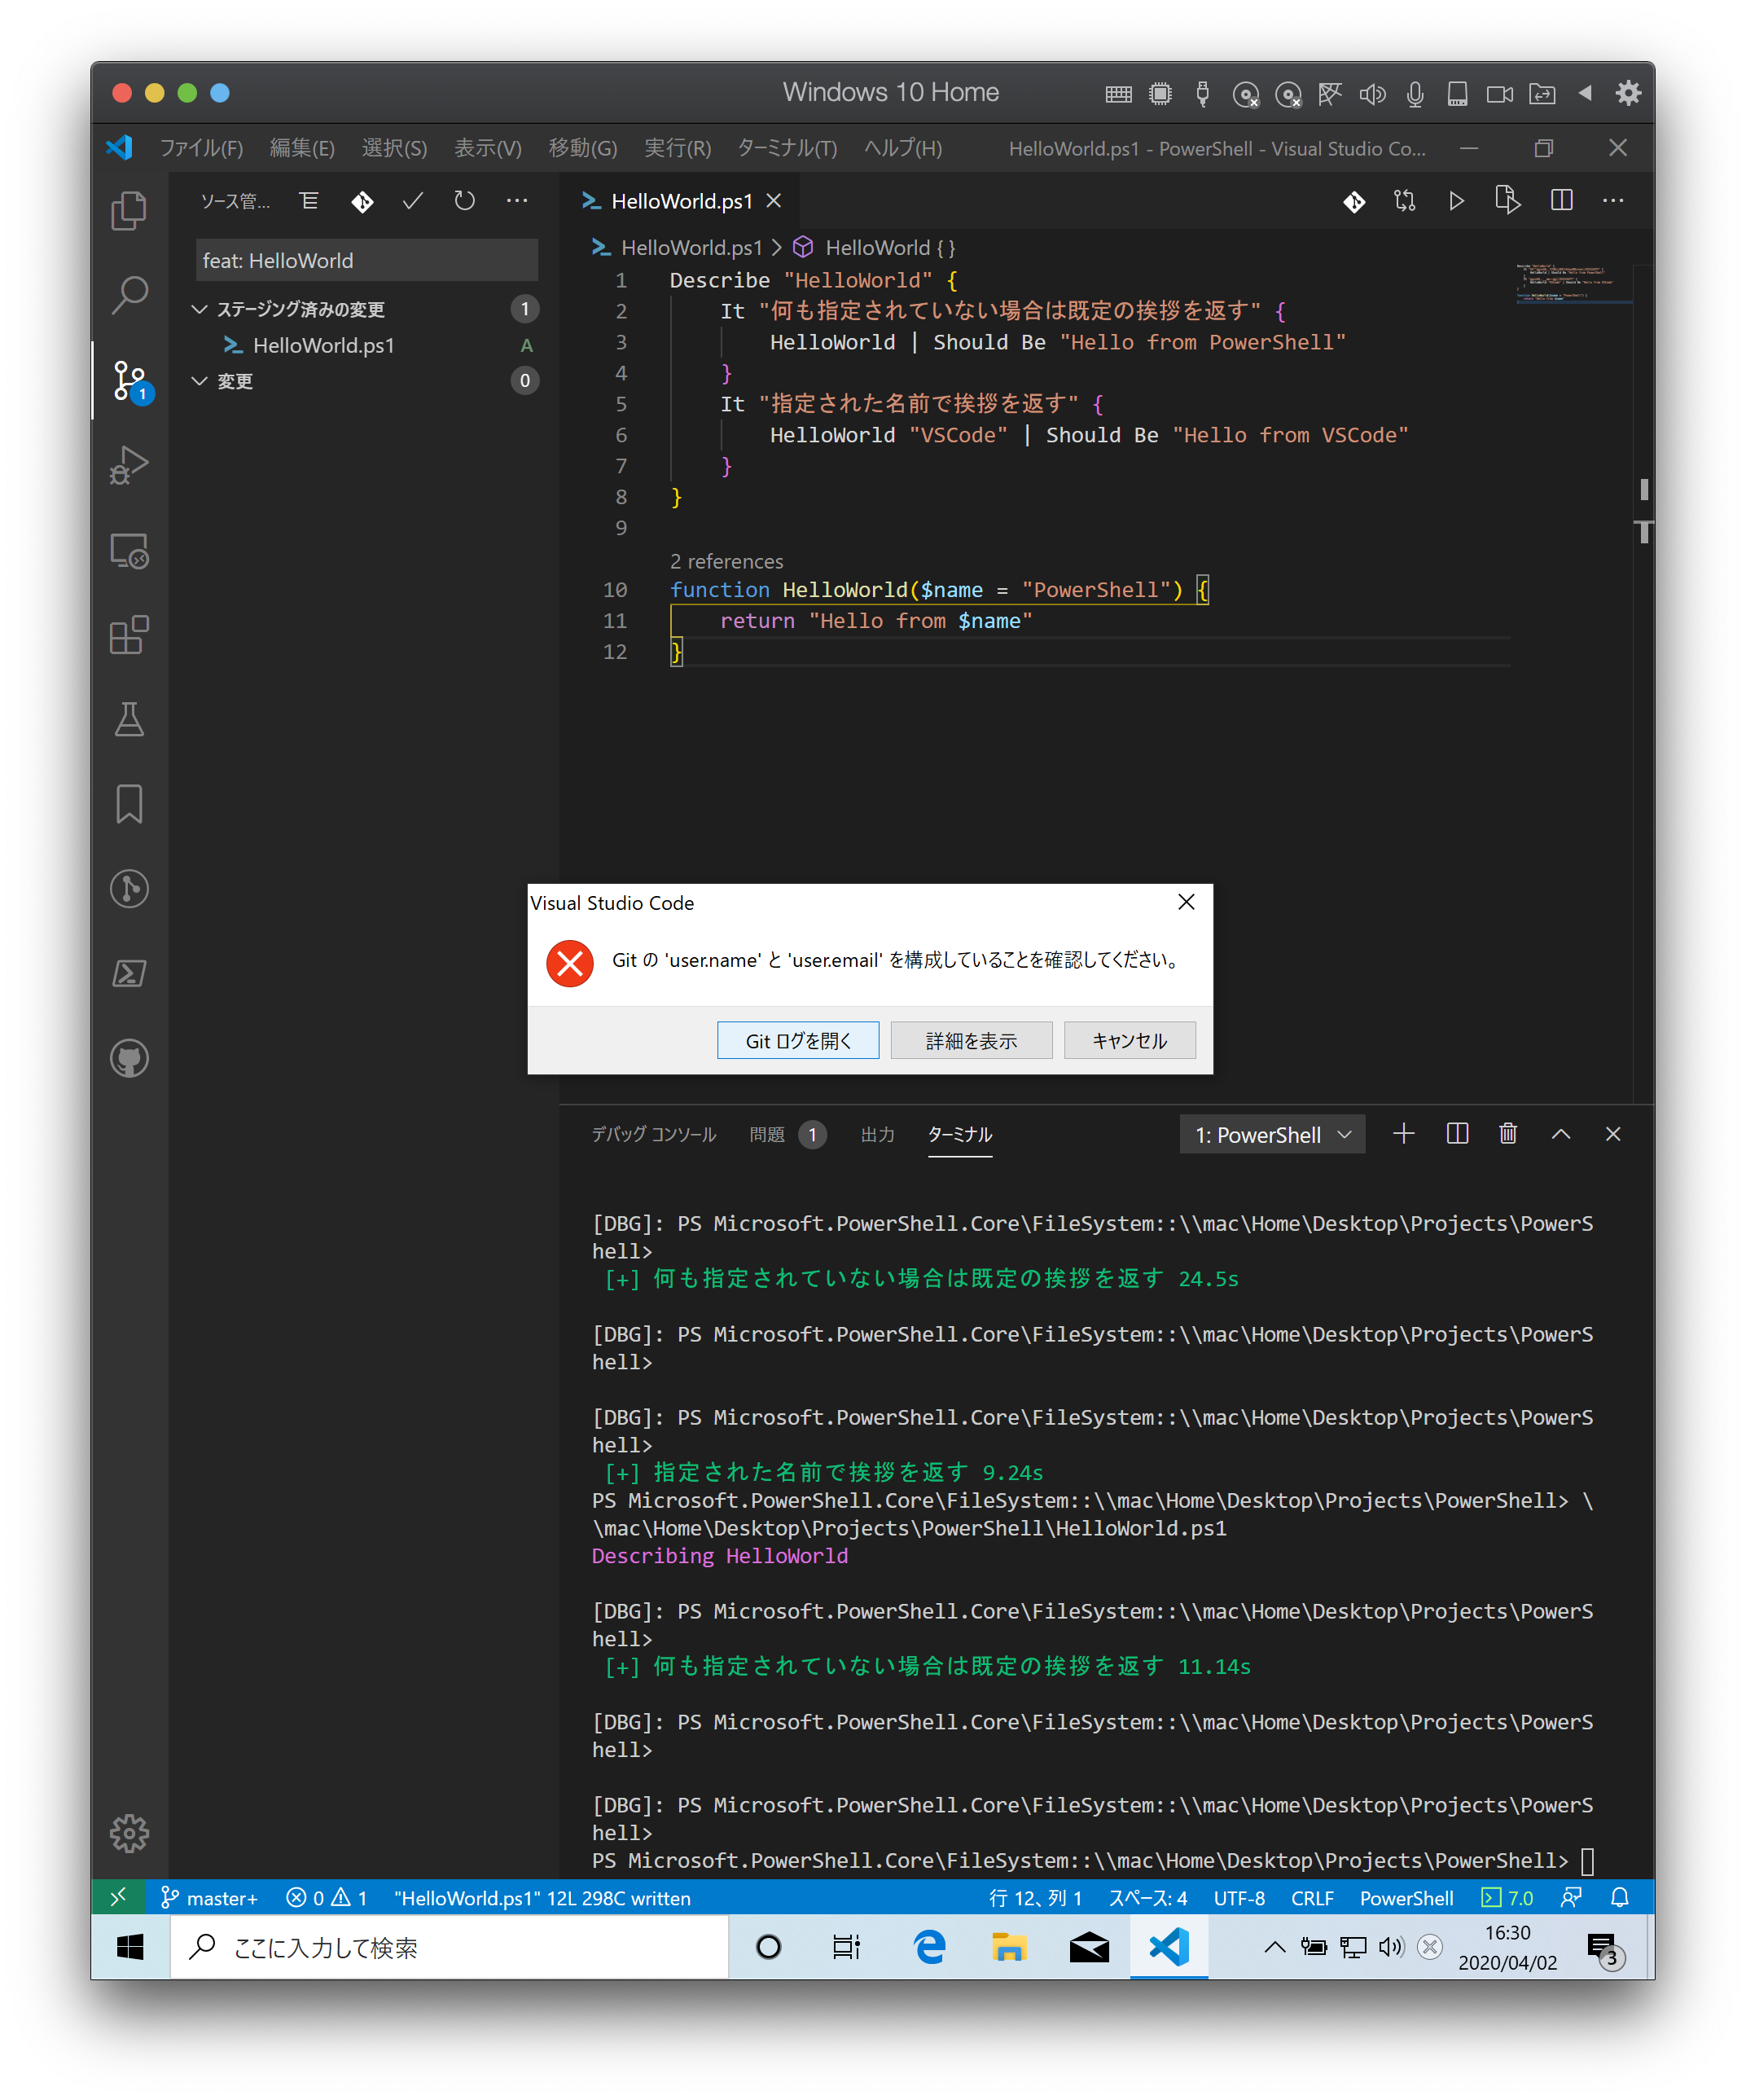 Windows 10 Home
ファイル(F) 編集(E) 選択(S) 表示(V) 移動(G) 実行(R) ターミナル(T) ヘルプ(H) HelloWorld.ps1 - PowerShell - Visual Studio Co...
ソース管...
feat: HelloWorld
ステージング済みの変更 1
HelloWorld.ps1 A
変更 0
1
HelloWorld.ps1
HelloWorld.ps1 > HelloWorld { }
1 Describe "HelloWorld" {
2 It "何も指定されていない場合は既定の挨拶を返す" {
3 HelloWorld | Should Be "Hello from PowerShell"
4 }
5 It "指定された名前で挨拶を返す" {
6 HelloWorld "VSCode" | Should Be "Hello from VSCode"
7 }
8 }
9
2 references
10 function HelloWorld($name = "PowerShell") {
11 return "Hello from $name"
12 }
Visual Studio Code
Git の 'user.name' と 'user.email' を構成していることを確認してください。
Git ログを開く 詳細を表示 キャンセル
デバッグ コンソール 問題 1 出力 ターミナル 1: PowerShell
[DBG]: PS Microsoft.PowerShell.Core\FileSystem::\\mac\Home\Desktop\Projects\PowerS
hell>
[+] 何も指定されていない場合は既定の挨拶を返す 24.5s
[DBG]: PS Microsoft.PowerShell.Core\FileSystem::\\mac\Home\Desktop\Projects\PowerS
hell>
[DBG]: PS Microsoft.PowerShell.Core\FileSystem::\\mac\Home\Desktop\Projects\PowerS
hell>
[+] 指定された名前で挨拶を返す 9.24s
PS Microsoft.PowerShell.Core\FileSystem::\\mac\Home\Desktop\Projects\PowerShell> \
\mac\Home\Desktop\Projects\PowerShell\HelloWorld.ps1
Describing HelloWorld
[DBG]: PS Microsoft.PowerShell.Core\FileSystem::\\mac\Home\Desktop\Projects\PowerS
hell>
[+] 何も指定されていない場合は既定の挨拶を返す 11.14s
[DBG]: PS Microsoft.PowerShell.Core\FileSystem::\\mac\Home\Desktop\Projects\PowerS
hell>
[DBG]: PS Microsoft.PowerShell.Core\FileSystem::\\mac\Home\Desktop\Projects\PowerS
hell>
PS Microsoft.PowerShell.Core\FileSystem::\\mac\Home\Desktop\Projects\PowerShell>
master+ 0 1 "HelloWorld.ps1" 12L 298C written 行 12、列 1 スペース: 4 UTF-8 CRLF PowerShell 7.0
ここに入力して検索
16:30
2020/04/02
3